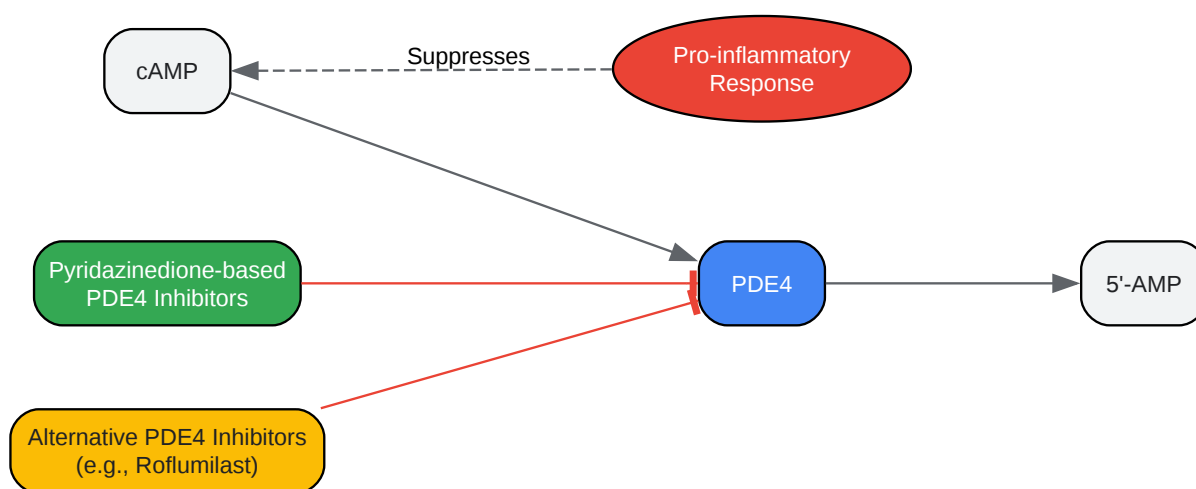 cAMP
Suppresses
Pro-inflammatory
Response
Pyridazinedione-based
PDE4 Inhibitors
PDE4
5'-AMP
Alternative PDE4 Inhibitors
(e.g., Roflumilast)